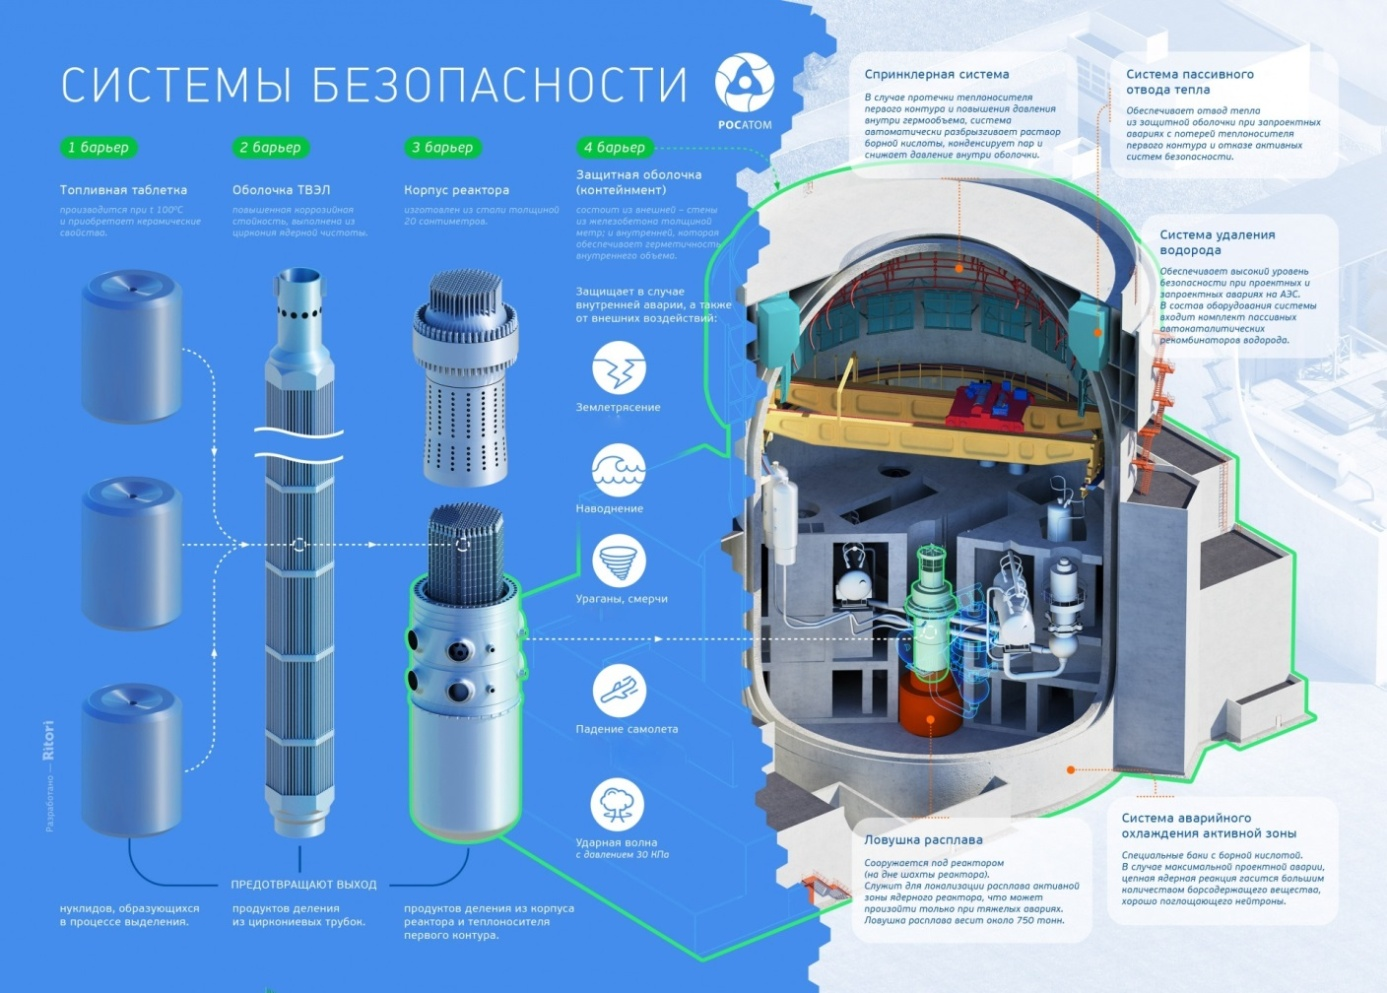 СИСТЕМЫ БЕЗОПАСНОСТИ
РОСАТОМ
1 барьер
Топливная таблетка
производится при t 100°C
и приобретает керамические
свойства.
2 барьер
Оболочка ТВЭЛ
повышенная коррозийная
стойкость, выполнена из
циркония ядерной чистоты.
3 барьер
Корпус реактора
изготовлен из стали толщиной
20 сантиметров.
4 барьер
Защитная оболочка
(контейнмент)
состоит из внешней – стены
из железобетона толщиной
метр; и внутренней, которая
обеспечивает герметичность
внутреннего объема.
Защищает в случае
внутренней аварии, а также
от внешних воздействий:
Землетрясение
Наводнение
Ураганы, смерчи
Падение самолета
Ударная волна
с давлением 30 КПа
ПРЕДОТВРАЩАЮТ ВЫХОД
нуклидов, образующихся
в процессе выделения.
продуктов деления
из циркониевых трубок.
продуктов деления из корпуса
реактора и теплоносителя
первого контура.
Разработано — Ritori
Спринклерная система
В случае протечки теплоносителя
первого контура и повышения давления
внутри гермообъема, система
автоматически разбрызгивает раствор
борной кислоты, конденсирует пар и
снижает давление внутри оболочки.
Система пассивного
отвода тепла
Обеспечивает отвод тепла
из защитной оболочки при запроектных
авариях с потерей теплоносителя
первого контура и отказе активных
систем безопасности.
Система удаления
водорода
Обеспечивает высокий уровень
безопасности при проектных и
запроектных авариях на АЭС.
В состав оборудования системы
входит комплект пассивных
автокаталитических
рекомбинаторов водорода.
Ловушка расплава
Сооружается под реактором
(на дне шахты реактора).
Служит для локализации расплава активной
зоны ядерного реактора, что может
произойти только при тяжелых авариях.
Ловушка расплава весит около 750 тонн.
Система аварийного
охлаждения активной зоны
Специальные баки с борной кислотой.
В случае максимальной проектной аварии,
цепная ядерная реакция гасится большим
количеством борсодержащего вещества,
хорошо поглощающего нейтроны.